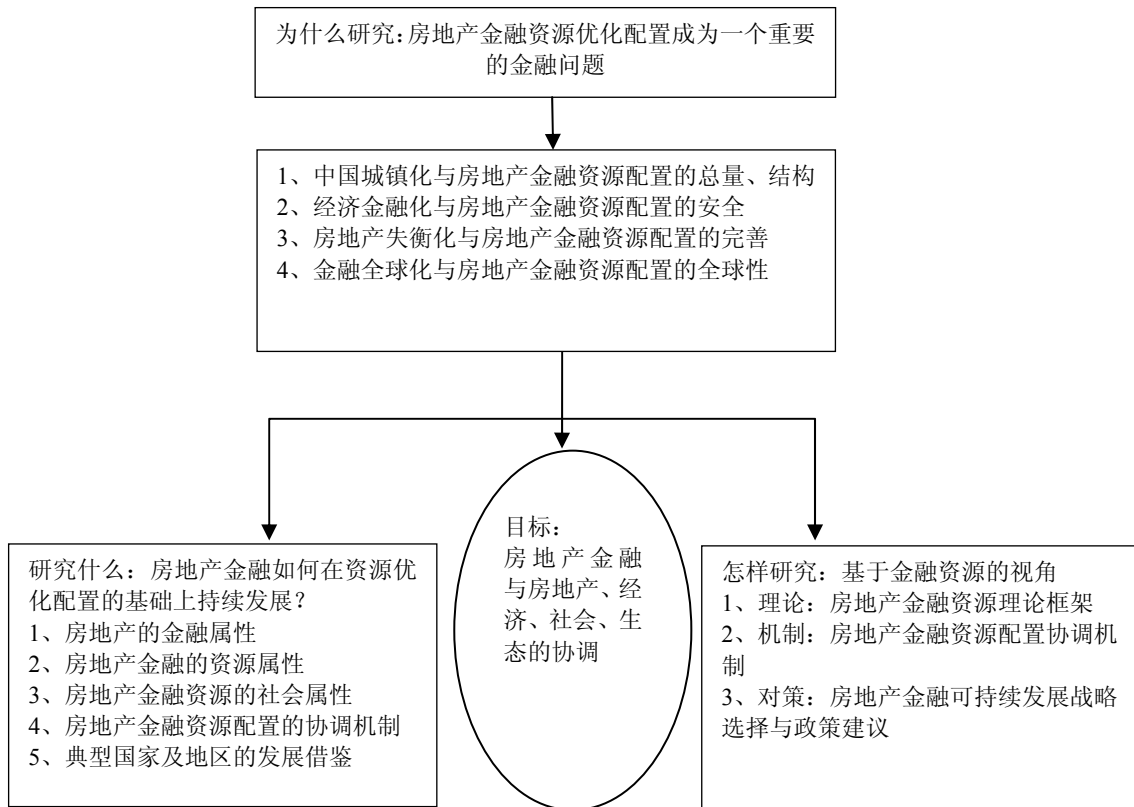 为什么研究：房地产金融资源优化配置成为一个重要
的金融问题
1、中国城镇化与房地产金融资源配置的总量、结构
2、经济金融化与房地产金融资源配置的安全
3、房地产失衡化与房地产金融资源配置的完善
4、金融全球化与房地产金融资源配置的全球性
研究什么：房地产金融如何在资源优
化配置的基础上持续发展？
1、房地产的金融属性
2、房地产金融的资源属性
3、房地产金融资源的社会属性
4、房地产金融资源配置的协调机制
5、典型国家及地区的发展借鉴
目标：
房地产金融
与房地产、经
济、社会、生
态的协调
怎样研究：基于金融资源的视角
1、理论：房地产金融资源理论框架
2、机制：房地产金融资源配置协调机
制
3、对策：房地产金融可持续发展战略
选择与政策建议